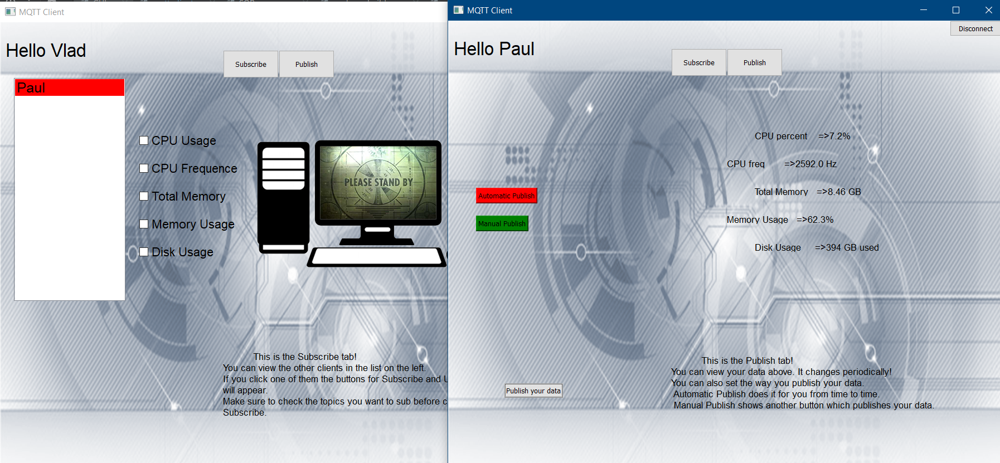 MQTT Client
Hello Vlad
Subscribe
Publish
Paul
CPU Usage
CPU Frequence
Total Memory
Memory Usage
Disk Usage
PLEASE STAND BY
This is the Subscribe tab!
You can view the other clients in the list on the left.
If you click one of them the buttons for Subscribe and
will appear.
Make sure to check the topics you want to sub before
Subscribe.
MQTT Client
Disconnect
Hello Paul
Subscribe
Publish
CPU percent =>7.2%
CPU freq =>2592.0 Hz
Total Memory =>8.46 GB
Memory Usage =>62.3%
Disk Usage =>394 GB used
Automatic Publish
Manual Publish
Publish your data
This is the Publish tab!
You can view your data above. It changes periodically!
You can also set the way you publish your data.
Automatic Publish does it for you from time to time.
Manual Publish shows another button which publishes your data.